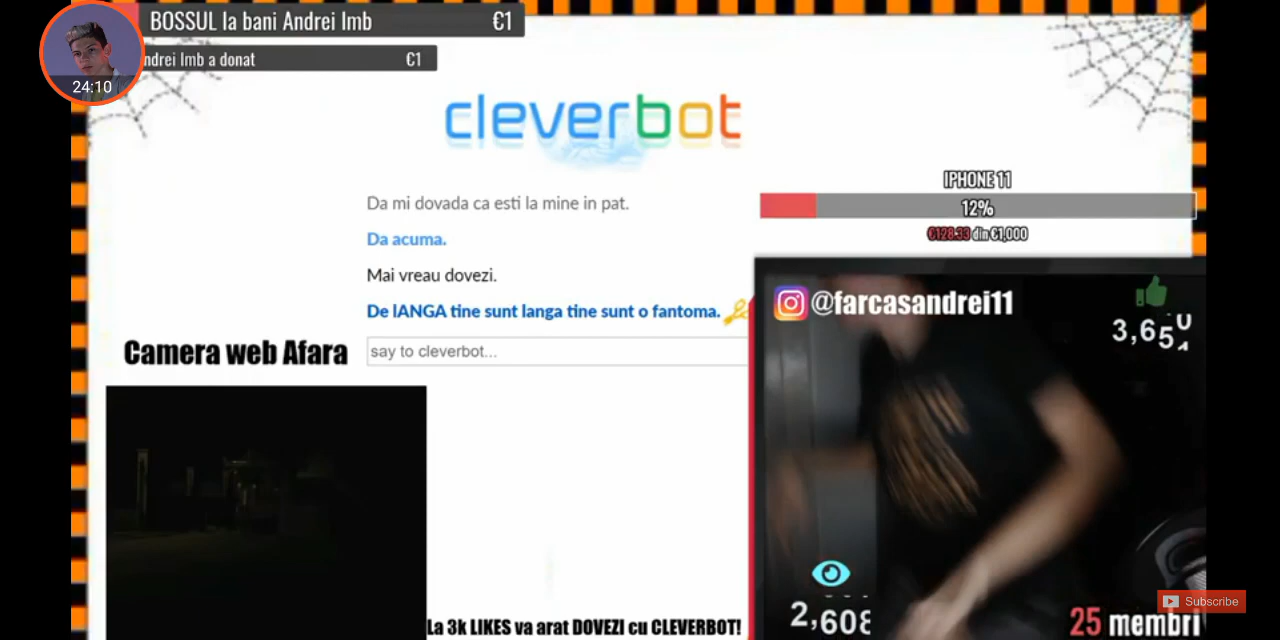 BOSSUL la bani Andrei Imb €1
ndrei Imb a donat €1
24:10
cleverbot
IPHONE 11
12%
€128.33 din €1,000
Da mi dovada ca esti la mine in pat.
Da acuma.
Mai vreau dovezi.
De lANGA tine sunt langa tine sunt o fantoma.
say to cleverbot...
@farcasandrei11
Camera web Afara
2,608
Subscribe
25 membri
La 3k LIKES va arat DOVEZI cu CLEVERBOT!